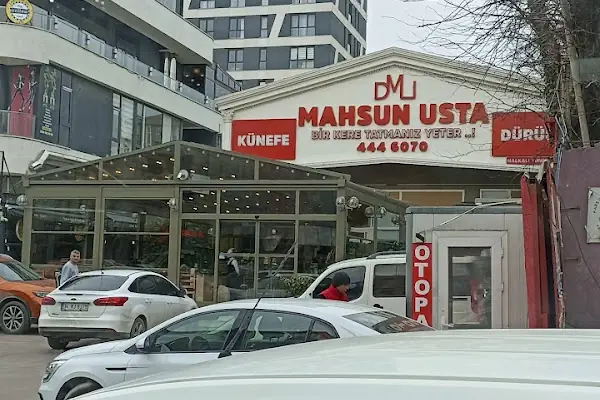 DMU
MAHSUN USTA
KÜNEFE
BİR KERE TATMANIZ YETER ...!
DÜRÜ
444 6070
OTOPA